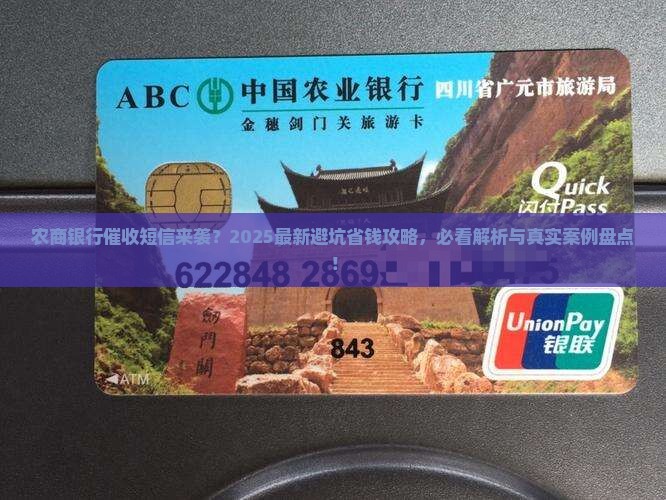 ABC 中国农业银行 四川省广元市旅游局
金穗剑门关旅游卡
Quick
闪付Pass
农商银行催收短信来袭？2025最新避坑省钱攻略，必看解析与真实案例盘点
！
622848 2869
劍門關
843
UnionPay
银联
◀ATM